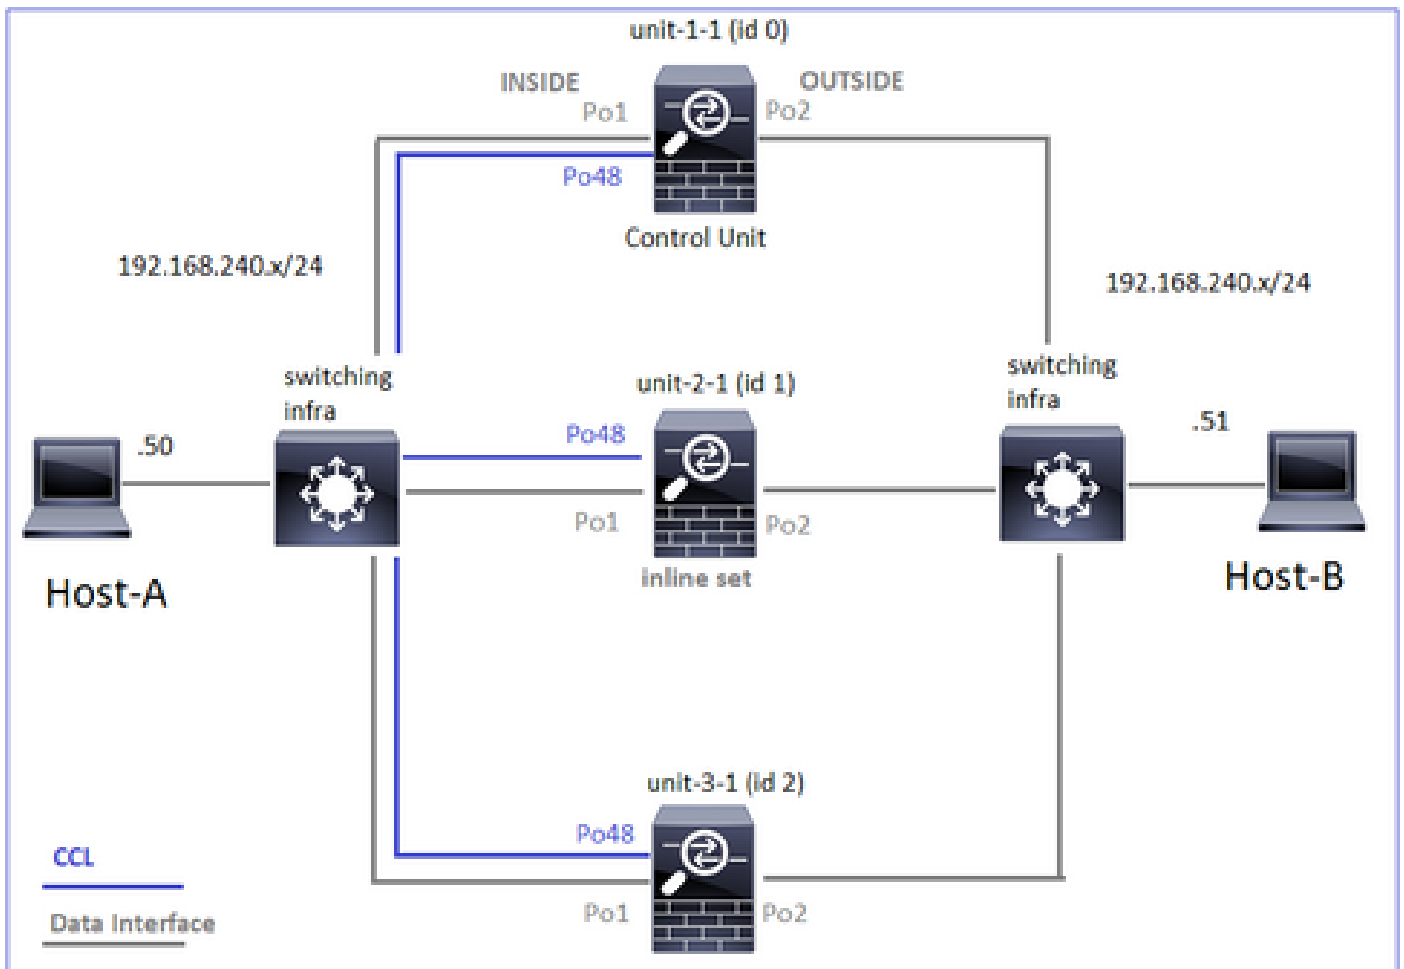 unit-1-1 (id 0)
INSIDE
OUTSIDE
Po1
Po2
Po48
Control Unit
192.168.240.x/24
192.168.240.x/24
switching
infra
switching
infra
unit-2-1 (id 1)
.50
Po48
.51
Po1
Po2
inline set
Host-A
Host-B
unit-3-1 (id 2)
Po48
CCL
Po1
Po2
Data Interface